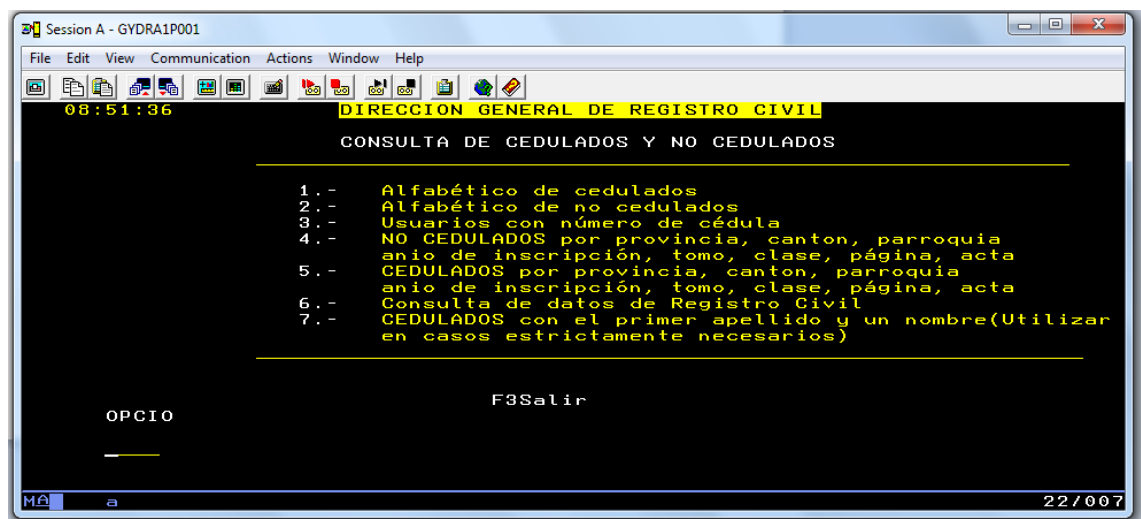 Session A - GYDRA1P001
File Edit View Communication Actions Window Help
08:51:36 DIRECCION GENERAL DE REGISTRO CIVIL
CONSULTA DE CEDULADOS Y NO CEDULADOS
1.- Alfabético de cedulados
2.- Alfabético de no cedulados
3.- Usuarios con número de cédula
4.- NO CEDULADOS por provincia, canton, parroquia
anio de inscripción, tomo, clase, página, acta
5.- CEDULADOS por provincia, canton, parroquia
anio de inscripción, tomo, clase, página, acta
6.- Consulta de datos de Registro Civil
7.- CEDULADOS con el primer apellido y un nombre(Utilizar
en casos estrictamente necesarios)
F3Salir
OPCIO
MA a 22/007